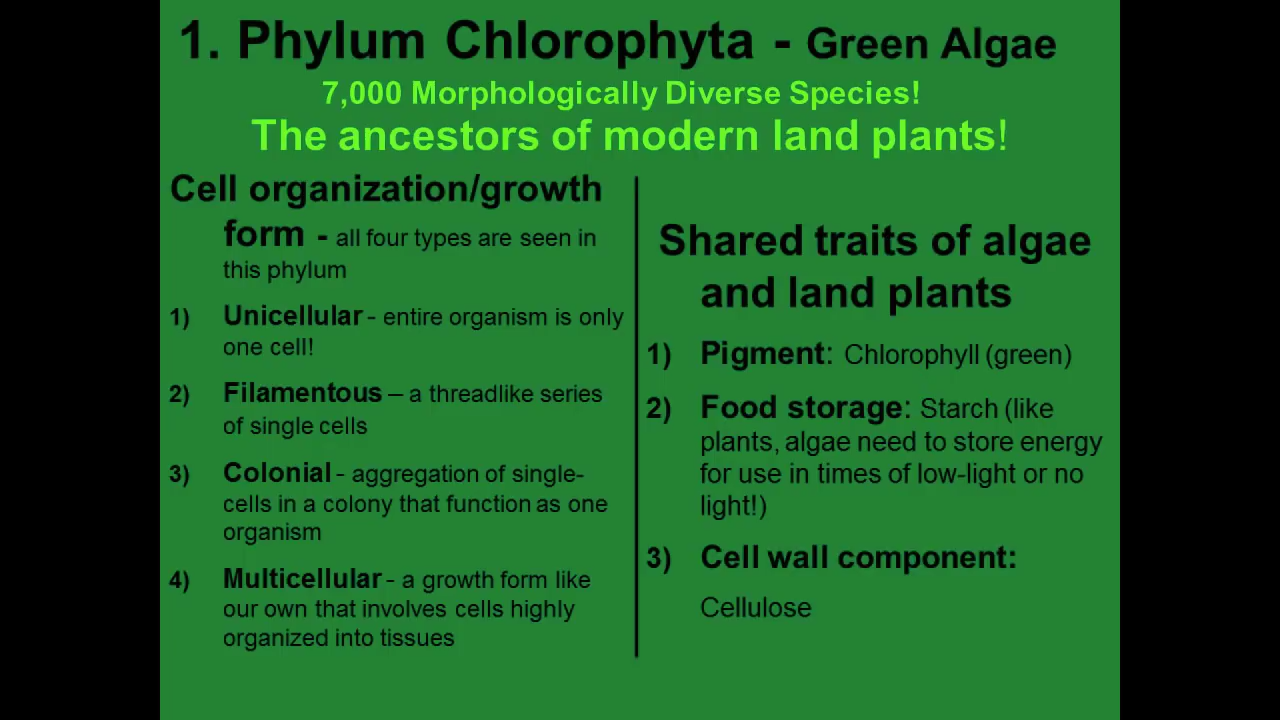 1. Phylum Chlorophyta - Green Algae
7,000 Morphologically Diverse Species!
The ancestors of modern land plants!
Cell organization/growth
form - all four types are seen in
this phylum
1) Unicellular - entire organism is only
one cell!
2) Filamentous – a threadlike series
of single cells
3) Colonial - aggregation of single-
cells in a colony that function as one
organism
4) Multicellular - a growth form like
our own that involves cells highly
organized into tissues
Shared traits of algae
and land plants
1) Pigment: Chlorophyll (green)
2) Food storage: Starch (like
plants, algae need to store energy
for use in times of low-light or no
light!)
3) Cell wall component:
Cellulose